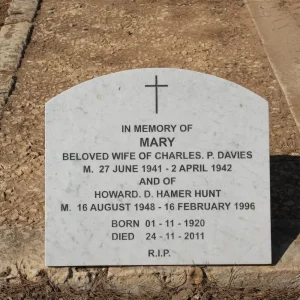 IN MEMORY OF
MARY
BELOVED WIFE OF CHARLES. P. DAVIES
M. 27 JUNE 1941 - 2 APRIL 1942
AND OF
HOWARD. D. HAMER HUNT
M. 16 AUGUST 1948 - 16 FEBRUARY 1996
BORN 01 - 11 - 1920
DIED 24 - 11 - 2011
R.I.P.